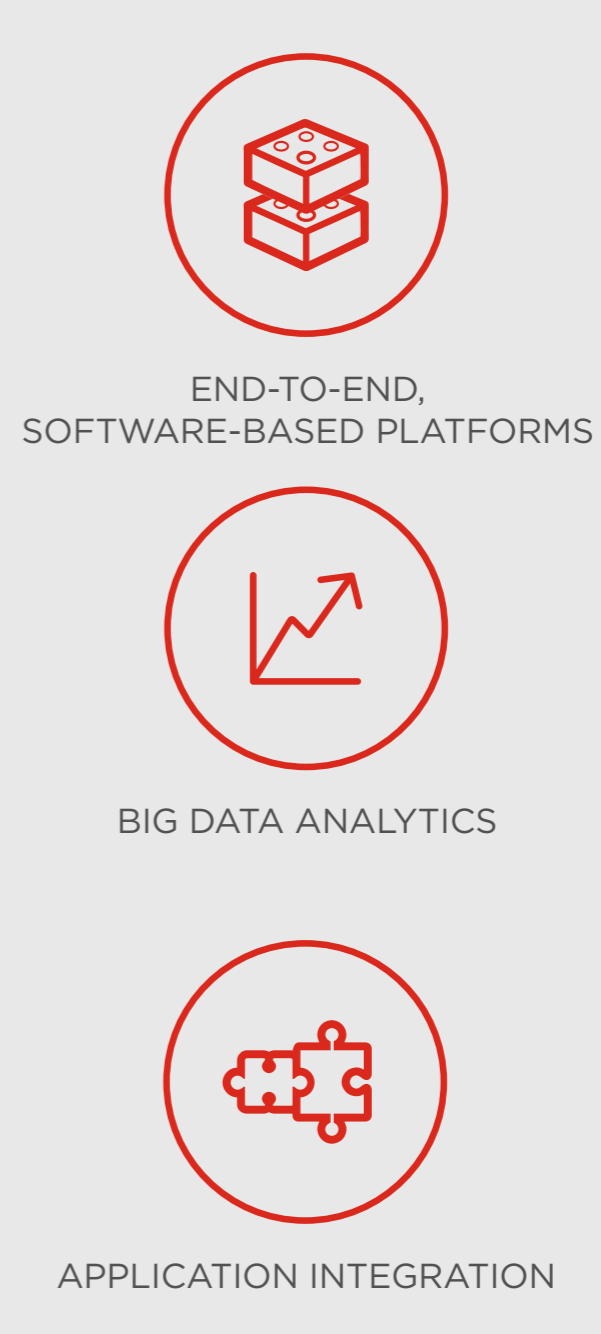 END-TO-END,
SOFTWARE-BASED PLATFORMS
BIG DATA ANALYTICS
APPLICATION INTEGRATION